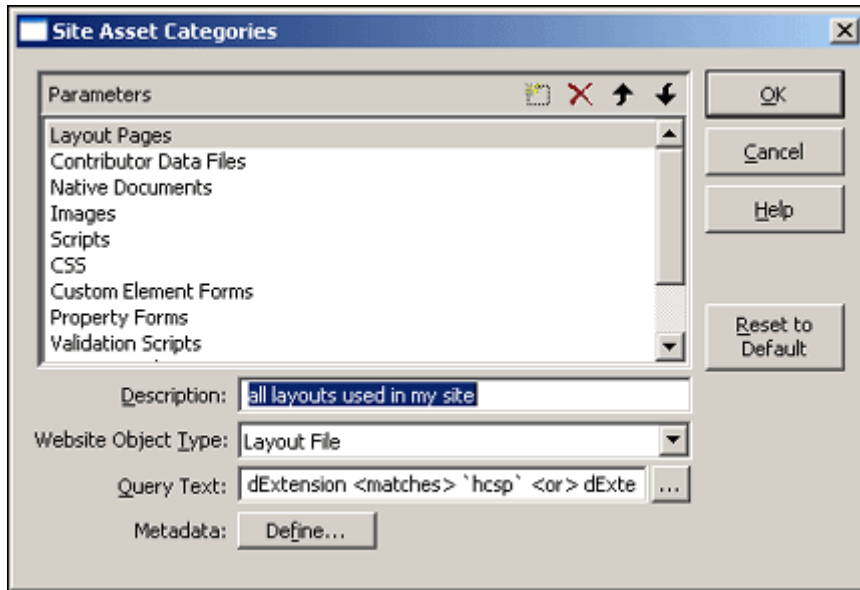 Site Asset Categories
Parameters
Layout Pages
Contributor Data Files
Native Documents
Images
Scripts
CSS
Custom Element Forms
Property Forms
Validation Scripts
OK
Cancel
Help
Reset to
Default
Description: all layouts used in my site
Website Object Type: Layout File
Query Text: dExtension <matches> `hcsp` <or> dExte ...
Metadata: Define...